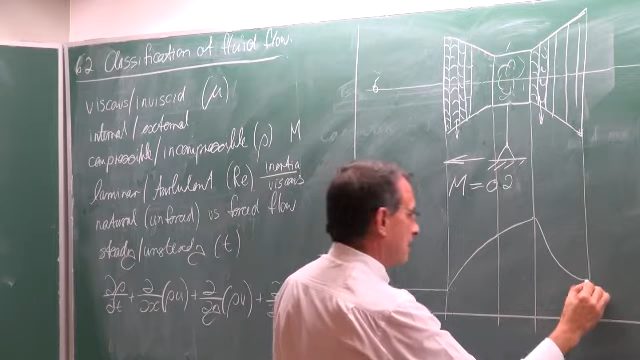 6.2 Classification of fluid flow.
viscous/inviscid (μ)
internal/external
compressible/incompressible (ρ) M
laminar/turbulent (Re) inertia/viscous
natural (unforced) vs forced flow
steady/unsteady (t)
∂ρ/∂t + ∂/∂x (ρu) + ∂/∂y (ρv) +
M = 0.2